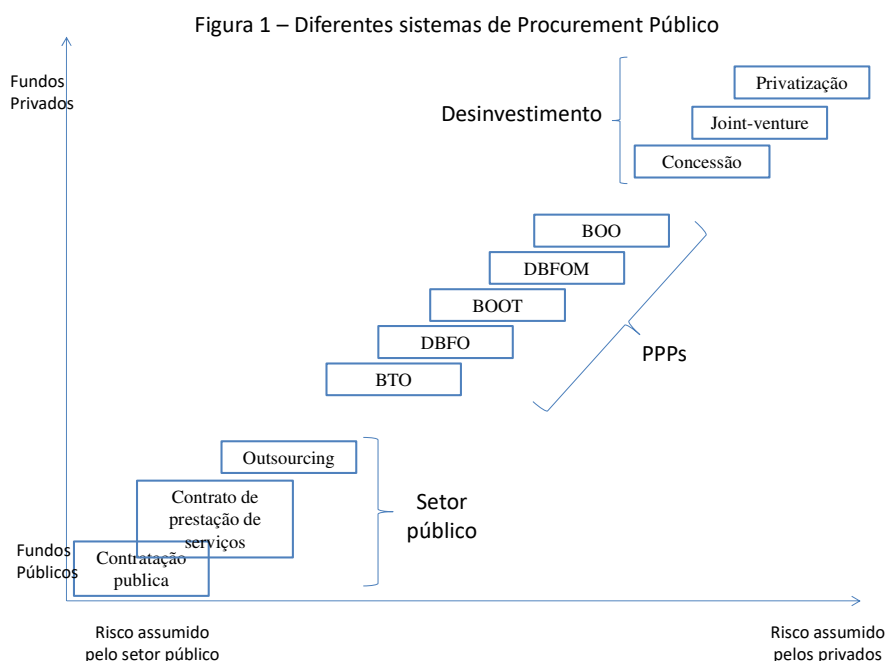 Figura 1 – Diferentes sistemas de Procurement Público
Fundos
Privados
Privatização
Desinvestimento
Joint-venture
Concessão
BOO
DBFOM
BOOT
DBFO
PPPs
BTO
Outsourcing
Contrato de
prestação de
serviços
Setor
público
Fundos
Públicos
Contratação
publica
Risco assumido
pelo setor público
Risco assumido
pelos privados